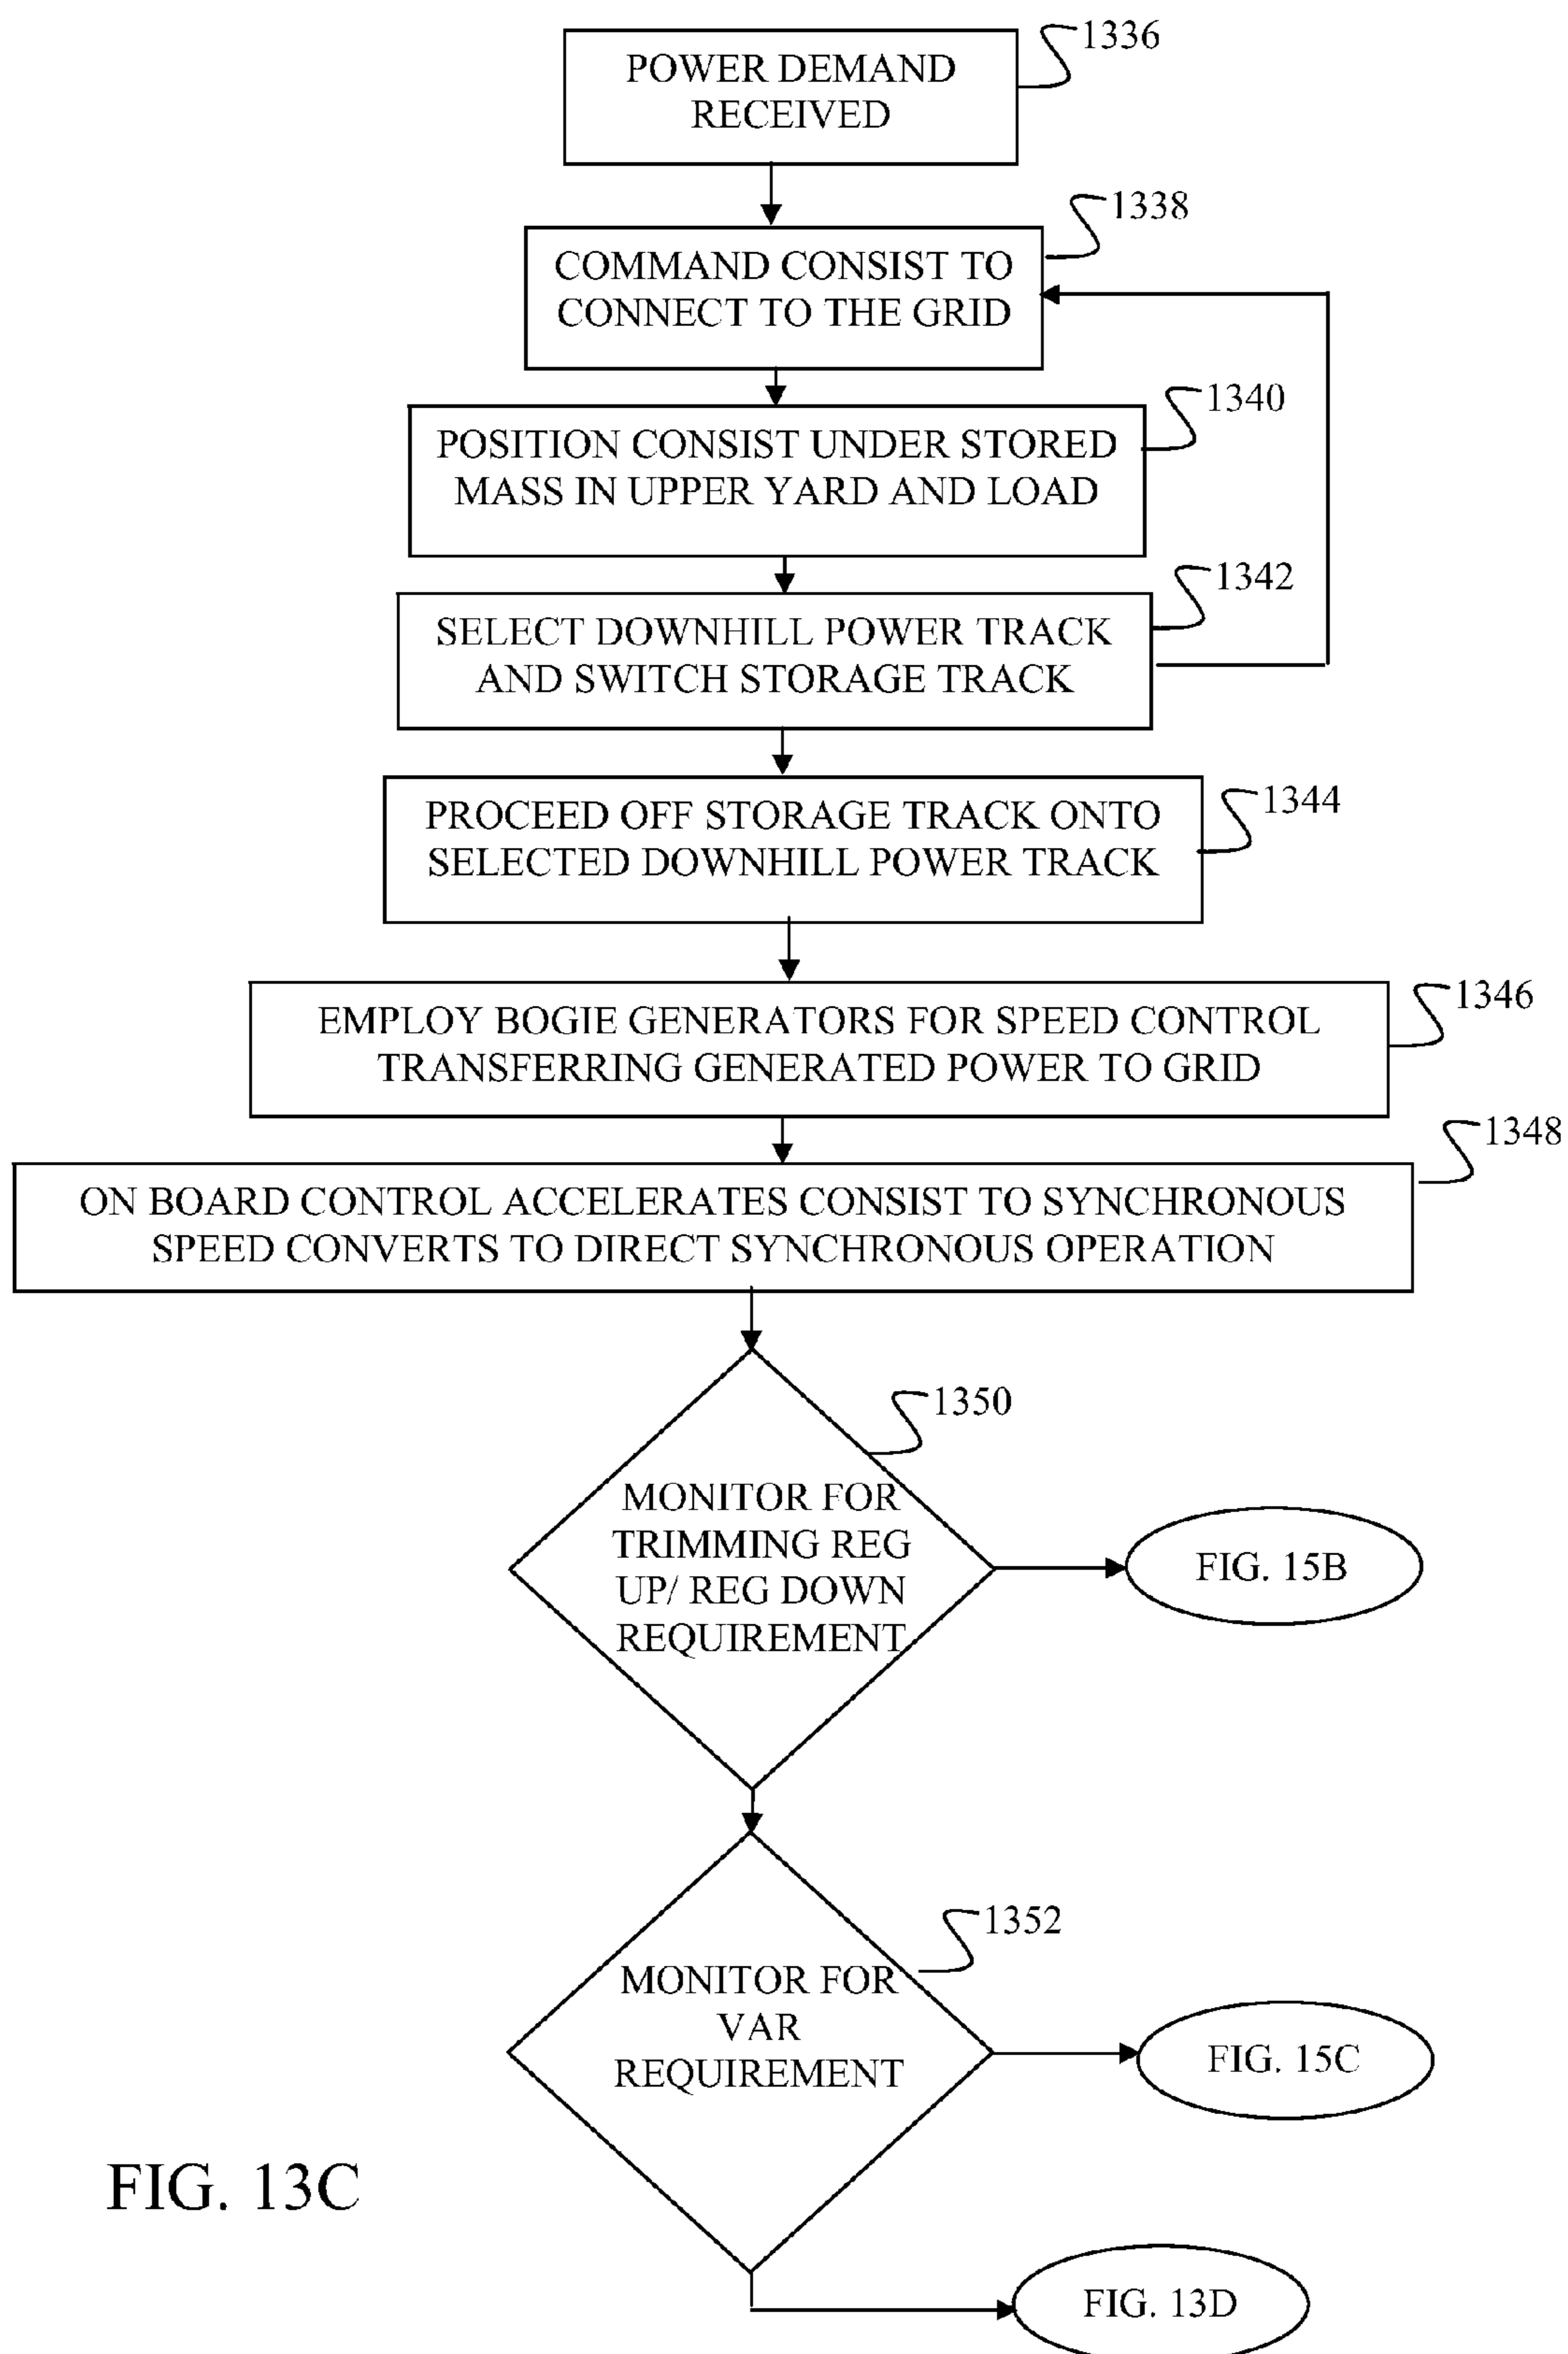 1336
POWER DEMAND
RECEIVED
1338
COMMAND CONSIST TO
CONNECT TO THE GRID
1340
POSITION CONSIST UNDER STORED
MASS IN UPPER YARD AND LOAD
1342
SELECT DOWNHILL POWER TRACK
AND SWITCH STORAGE TRACK
1344
PROCEED OFF STORAGE TRACK ONTO
SELECTED DOWNHILL POWER TRACK
1346
EMPLOY BOGIE GENERATORS FOR SPEED CONTROL
TRANSFERRING GENERATED POWER TO GRID
1348
ON BOARD CONTROL ACCELERATES CONSIST TO SYNCHRONOUS
SPEED CONVERTS TO DIRECT SYNCHRONOUS OPERATION
1350
MONITOR FOR
TRIMMING REG
UP/ REG DOWN
REQUIREMENT
FIG. 15B
1352
MONITOR FOR
VAR
REQUIREMENT
FIG. 15C
FIG. 13C
FIG. 13D